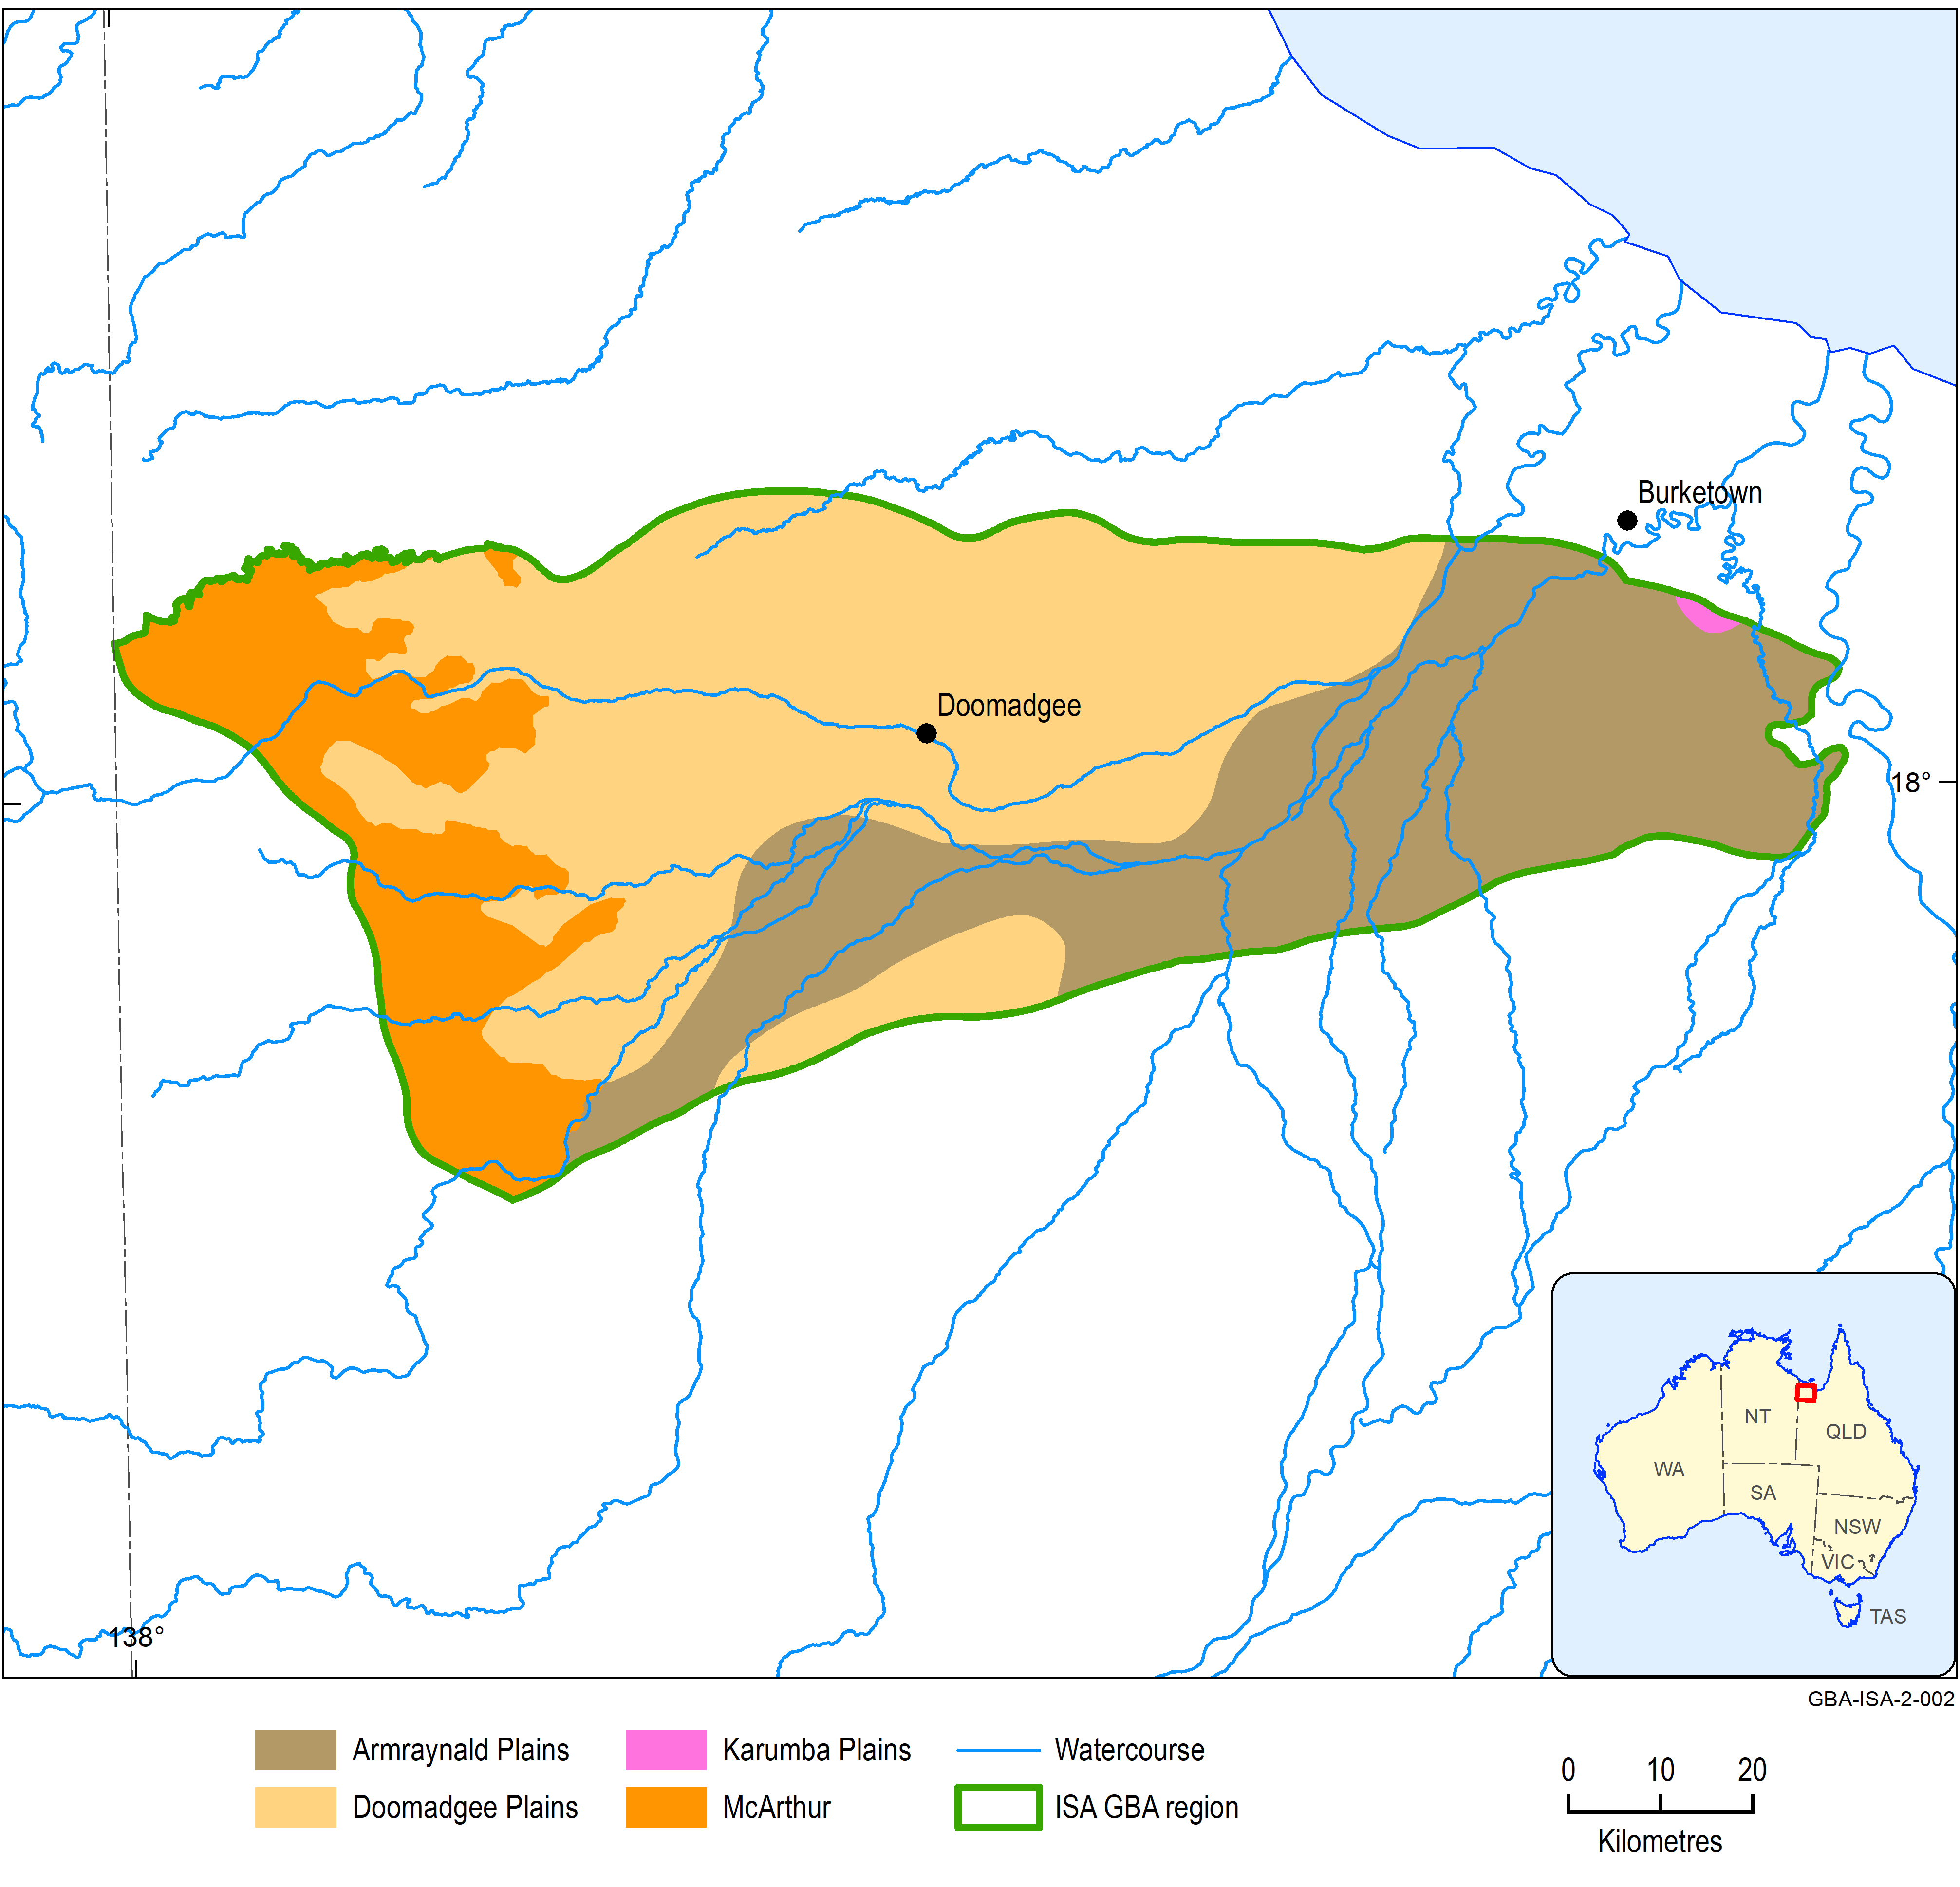 Burketown
Doomadgee
18°
138°
NT
QLD
WA
SA
NSW
VIC
TAS
GBA-ISA-2-002
Armraynald Plains
Karumba Plains
Watercourse
Doomadgee Plains
McArthur
ISA GBA region
0 10 20
Kilometres